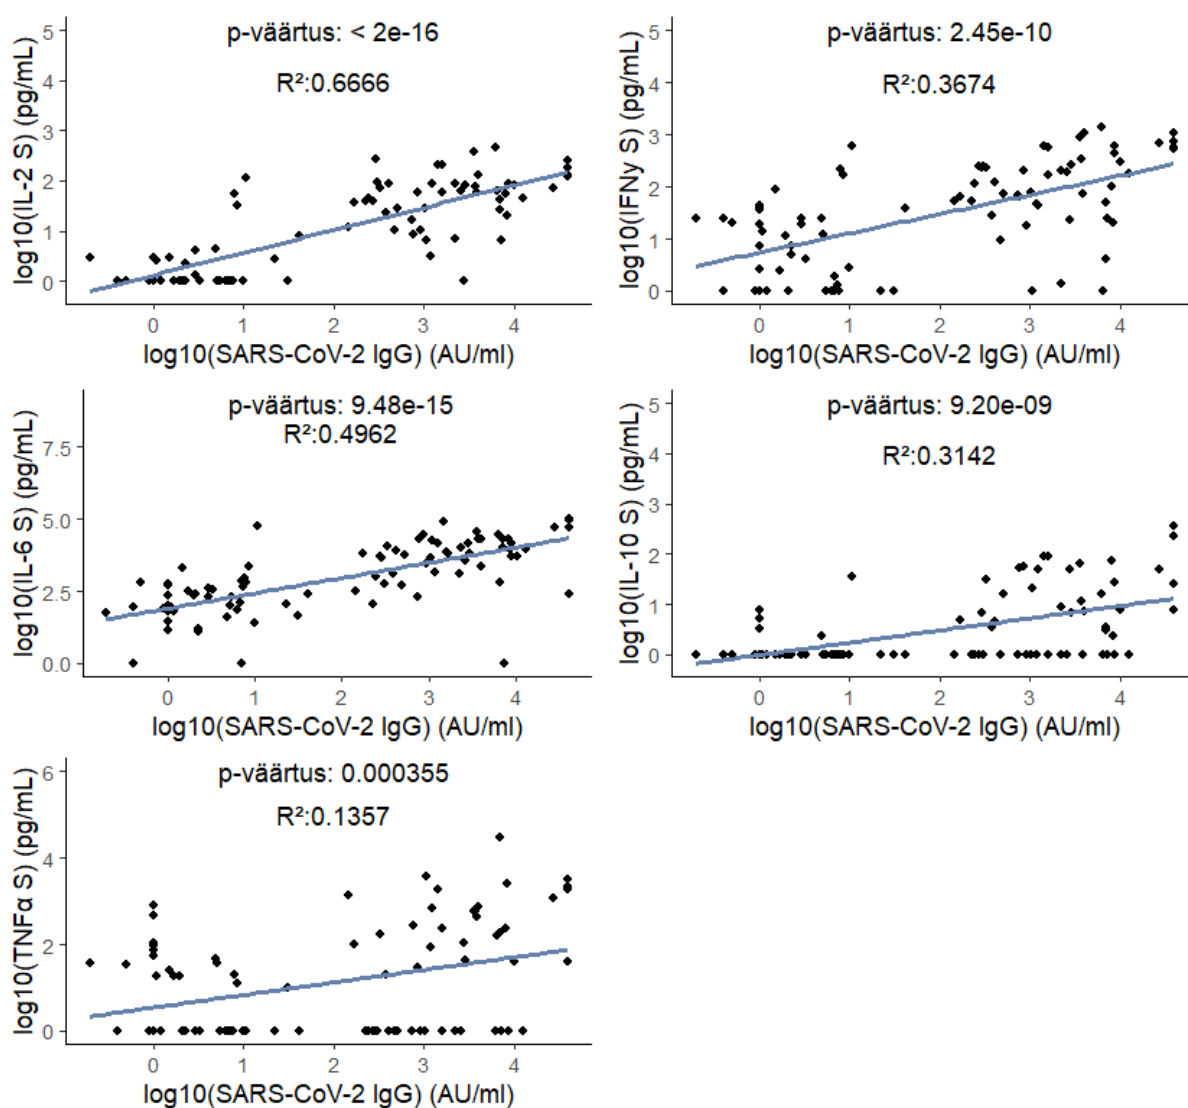 p-väärtus: < 2e-16
R²:0.6666
log10(IL-2 S) (pg/mL)
5
4
3
2
1
0
0 1 2 3 4
log10(SARS-CoV-2 IgG) (AU/ml)
p-väärtus: 2.45e-10
R²:0.3674
log10(IFNy S) (pg/mL)
5
4
3
2
1
0
0 1 2 3 4
log10(SARS-CoV-2 IgG) (AU/ml)
p-väärtus: 9.48e-15
R²:0.4962
log10(IL-6 S) (pg/mL)
7.5
5.0
2.5
0.0
0 1 2 3 4
log10(SARS-CoV-2 IgG) (AU/ml)
p-väärtus: 9.20e-09
R²:0.3142
log10(IL-10 S) (pg/mL)
5
4
3
2
1
0
0 1 2 3 4
log10(SARS-CoV-2 IgG) (AU/ml)
p-väärtus: 0.000355
R²:0.1357
log10(TNFα S) (pg/mL)
6
4
2
0
0 1 2 3 4
log10(SARS-CoV-2 IgG) (AU/ml)